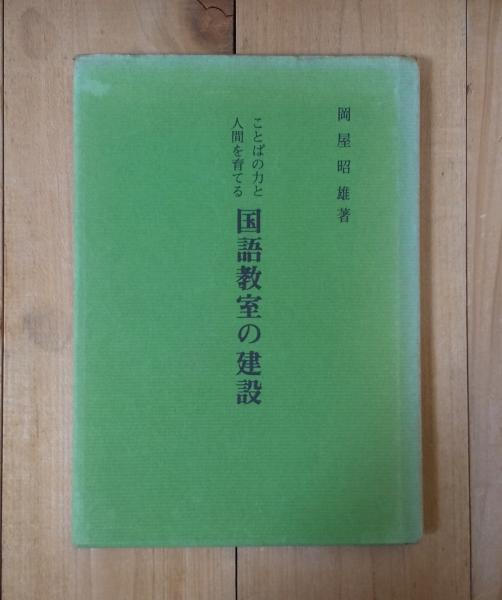 岡屋昭雄著
ことばの力と
人間を育てる
国語教室の建設